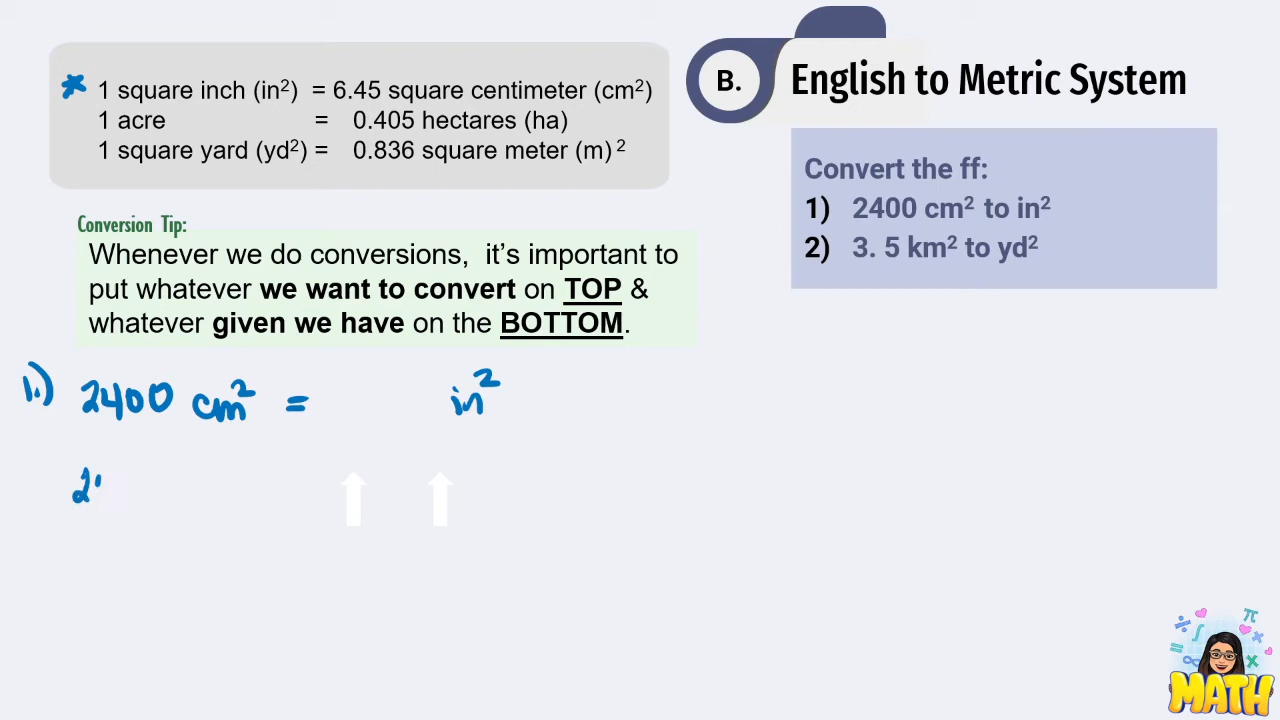 1 square inch (in²) = 6.45 square centimeter (cm²)
1 acre = 0.405 hectares (ha)
1 square yard (yd²) = 0.836 square meter (m)²
B.
English to Metric System
Convert the ff:
1) 2400 cm² to in²
2) 3. 5 km² to yd²
Conversion Tip:
Whenever we do conversions, it's important to
put whatever we want to convert on TOP &
whatever given we have on the BOTTOM.
1.) 2400 cm² = in²
MATH